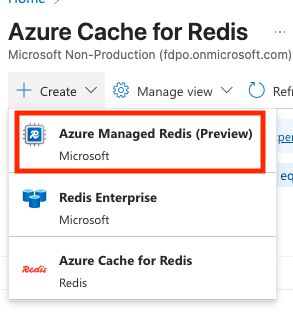 Home >
Azure Cache for Redis ...
Microsoft Non-Production (fdpo.onmicrosoft.com)
Create Manage view Refr
Azure Managed Redis (Preview)
Microsoft
Redis Enterprise
Microsoft
Redis Azure Cache for Redis
Redis